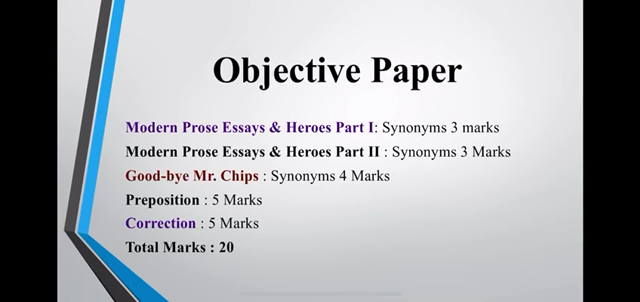 Objective Paper
Modern Prose Essays & Heroes Part I: Synonyms 3 marks
Modern Prose Essays & Heroes Part II : Synonyms 3 Marks
Good-bye Mr. Chips : Synonyms 4 Marks
Preposition : 5 Marks
Correction : 5 Marks
Total Marks : 20